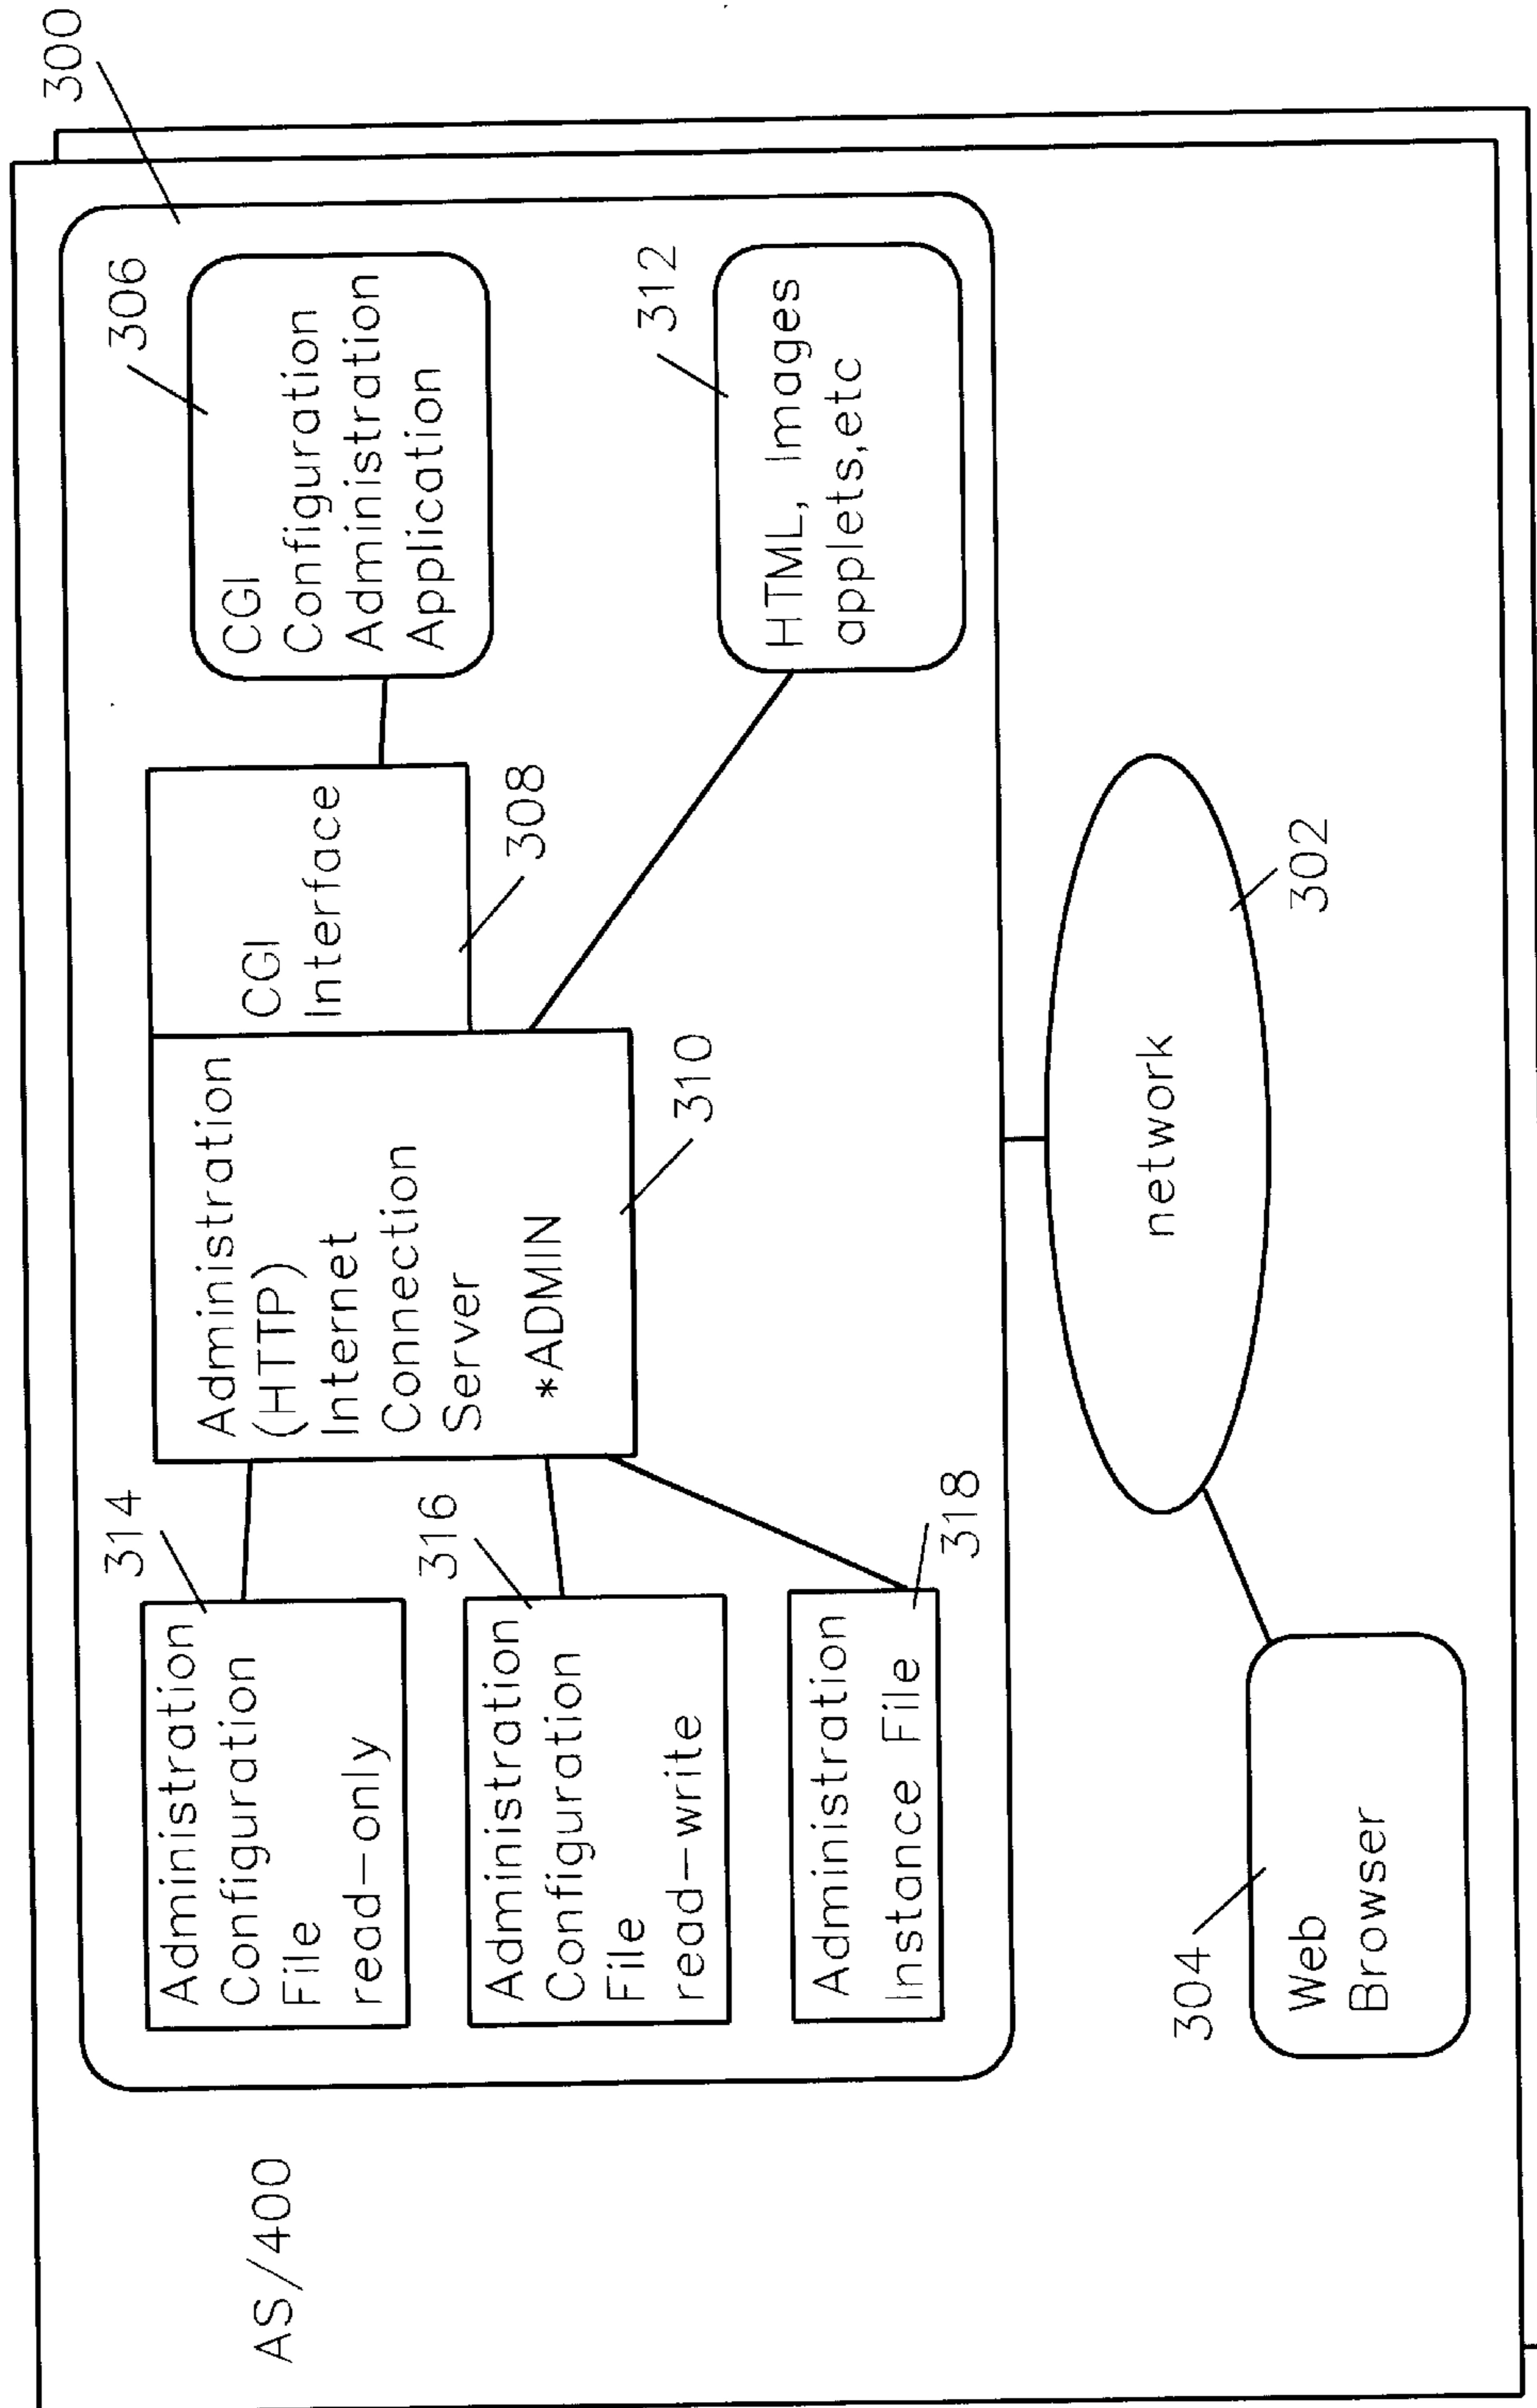 300
AS/400
314
Administration
Configuration
File
read-only
316
Administration
Configuration
File
read-write
318
Administration
Instance File
Administration
(HTTP)
Internet
Connection
Server
*ADMIN
310
CGI
Interface
308
306
CGI
Configuration
Administration
Application
312
HTML, Images
applets,etc
network
302
304
Web
Browser